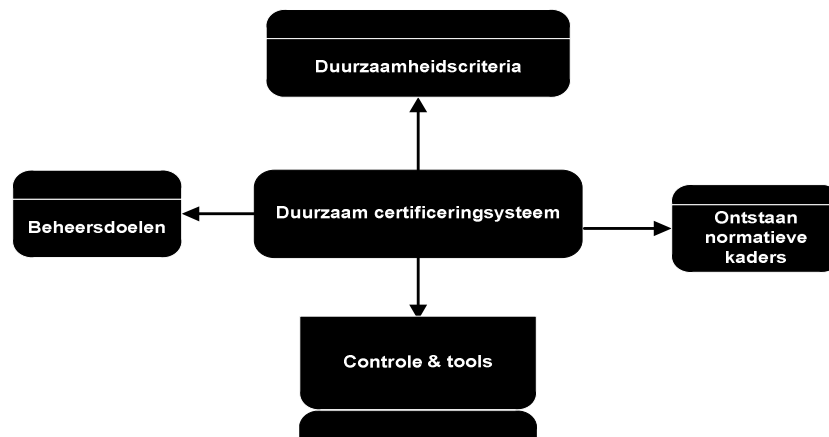 Duurzaamheidscriteria
Beheersdoelen
Duurzaam certificeringsysteem
Ontstaan
normatieve
kaders
Controle & tools